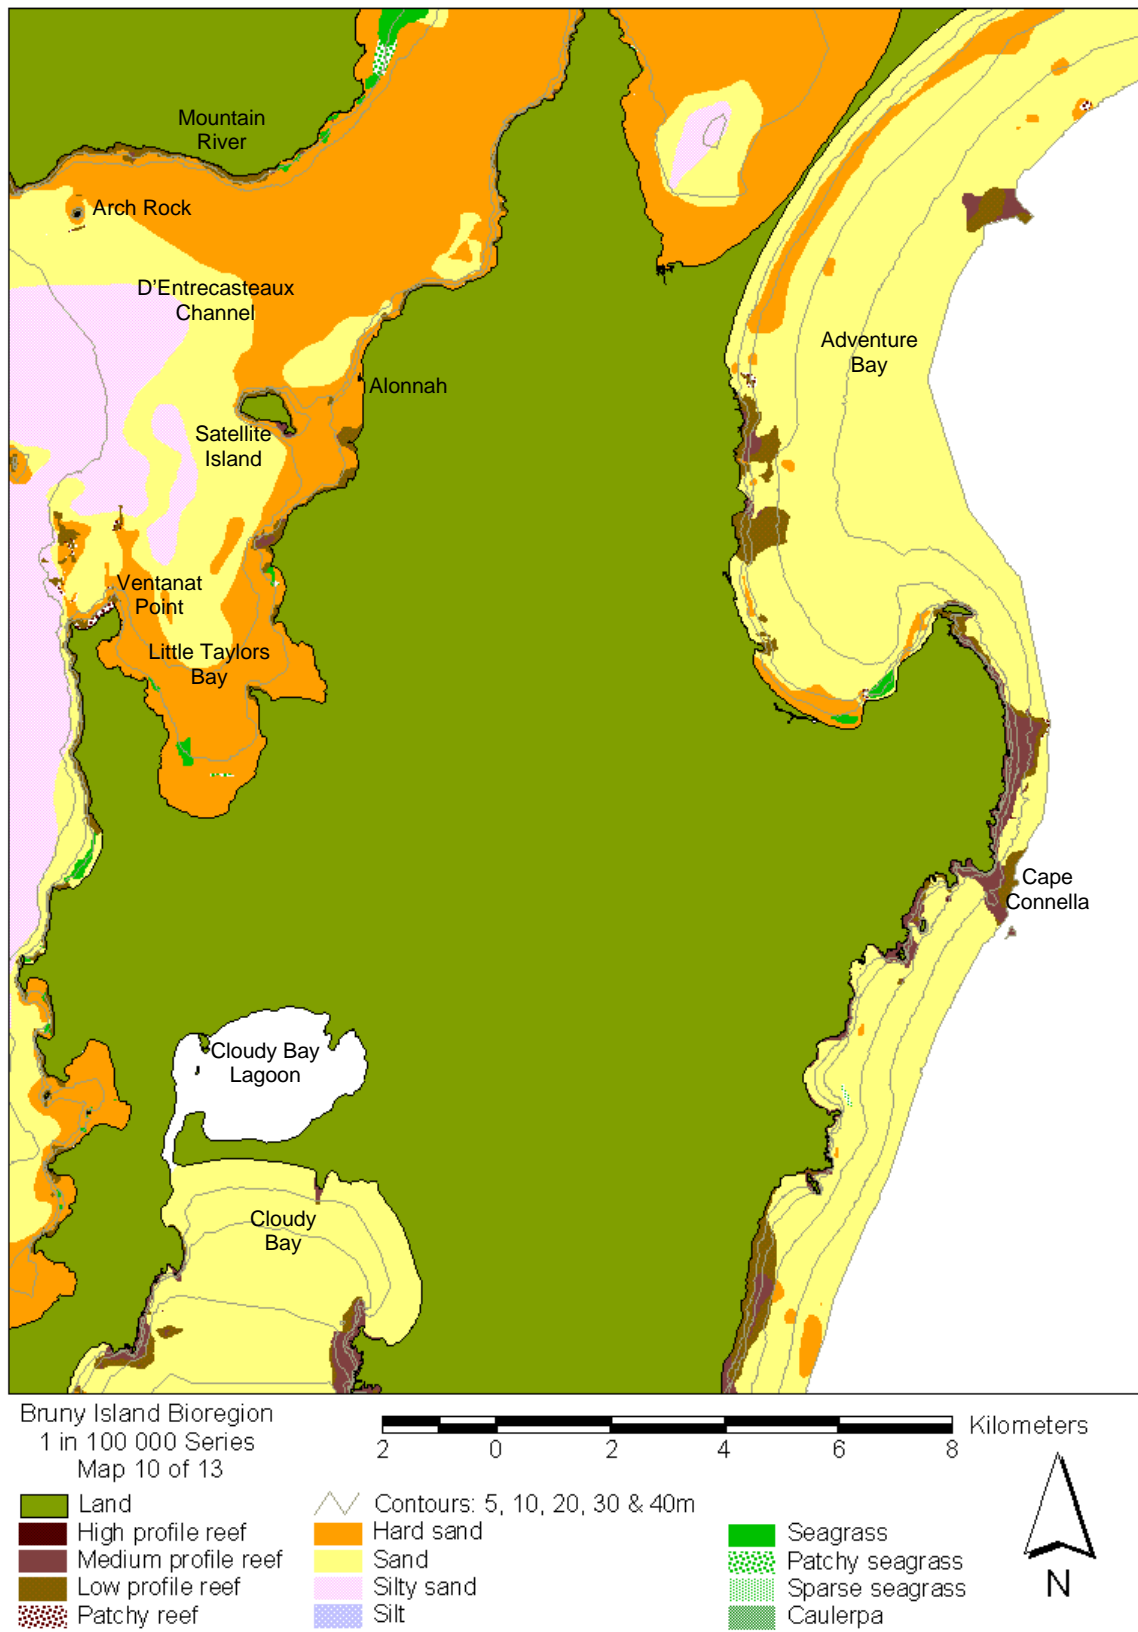 Mountain
River
Arch Rock
D'Entrecasteaux
Channel
Adventure
Bay
Alonnah
Satellite
Island
Ventanat
Point
Little Taylors
Bay
Cape
Connella
Cloudy Bay
Lagoon
Cloudy
Bay
Bruny Island Bioregion
1 in 100 000 Series
Map 10 of 13
2 0 2 4 6 8 Kilometers
Land
High profile reef
Medium profile reef
Low profile reef
Patchy reef
Contours: 5, 10, 20, 30 & 40m
Hard sand
Sand
Silty sand
Silt
Seagrass
Patchy seagrass
Sparse seagrass
Caulerpa
N